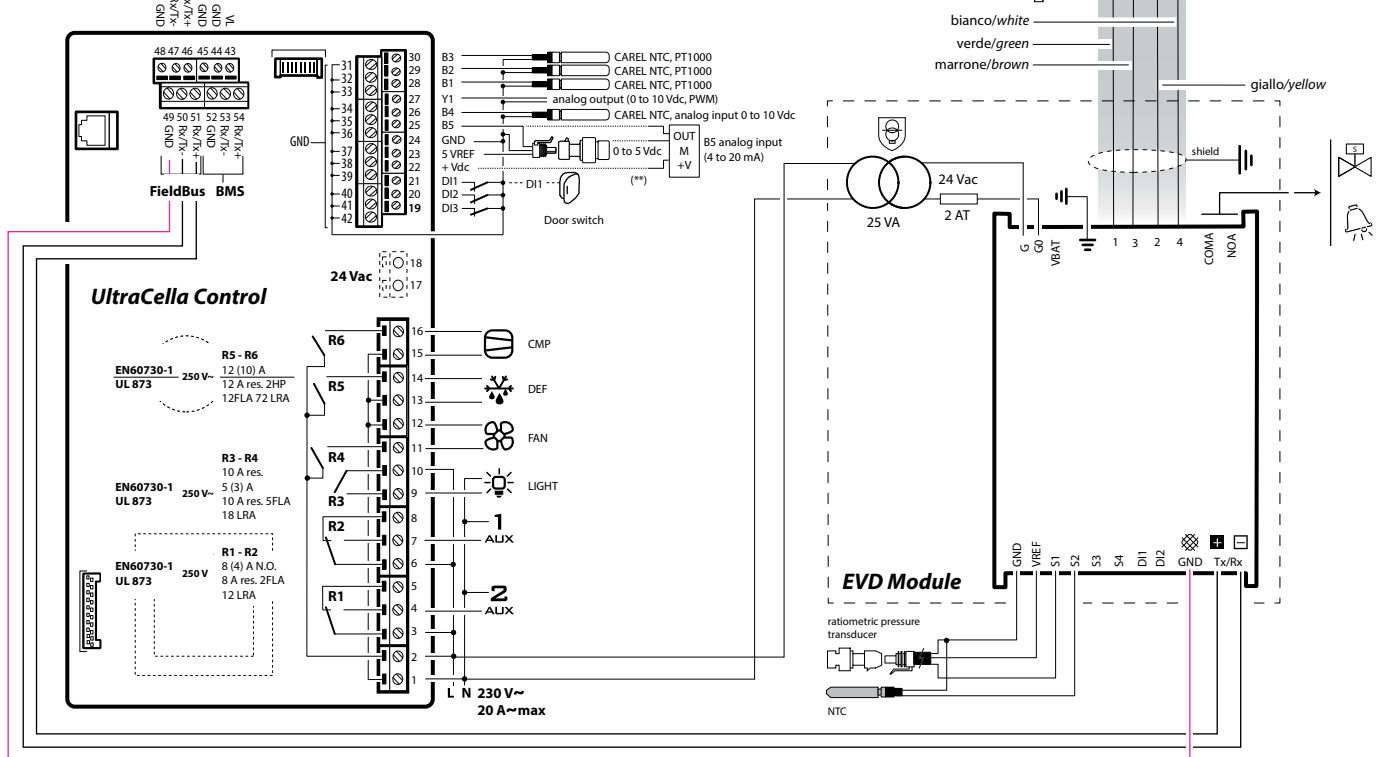 GND
Rx/Tx-
Rx/Tx+
GND
GND
VL
48 47 46 45 44 43
49 50 51 52 53 54
GND
Rx/Tx-
Rx/Tx+
GND
Rx/Tx-
Rx/Tx+
FieldBus BMS
GND
31
32
33
34
35
36
37
38
39
40
41
42
30
29
28
27
26
25
24
23
22
21
20
19
B3
B2
B1
Y1
B4
B5
GND
5 VREF
+ Vdc
DI1
DI2
DI3
CAREL NTC, PT1000
CAREL NTC, PT1000
CAREL NTC, PT1000
analog output (0 to 10 Vdc, PWM)
CAREL NTC, analog input 0 to 10 Vdc
0 to 5 Vdc
OUT
M
+V
B5 analog input
(4 to 20 mA)
(**)
DI1
Door switch
24 Vac
18
17
UltraCella Control
R5 - R6
EN60730-1
UL 873
250 V~
12 (10) A
12 A res. 2HP
12FLA 72 LRA
R3 - R4
10 A res.
EN60730-1
UL 873
250 V~
5 (3) A
10 A res. 5FLA
18 LRA
R1 - R2
EN60730-1
UL 873
250 V
8 (4) A N.O.
8 A res. 2FLA
12 LRA
R6
R5
R4
R3
R2
R1
16
15
14
13
12
11
10
9
8
7
6
5
4
3
2
1
CMP
DEF
FAN
LIGHT
1
AUX
2
AUX
L N 230 V~
20 A~max
bianco/white
verde/green
marrone/brown
giallo/yellow
shield
S
24 Vac
25 VA
2 AT
G
G0
VBAT
1 3 2 4
COMA
NOA
EVD Module
GND
VREF
S1
S2
S3
S4
DI1
DI2
GND
Tx/Rx
ratiometric pressure
transducer
NTC